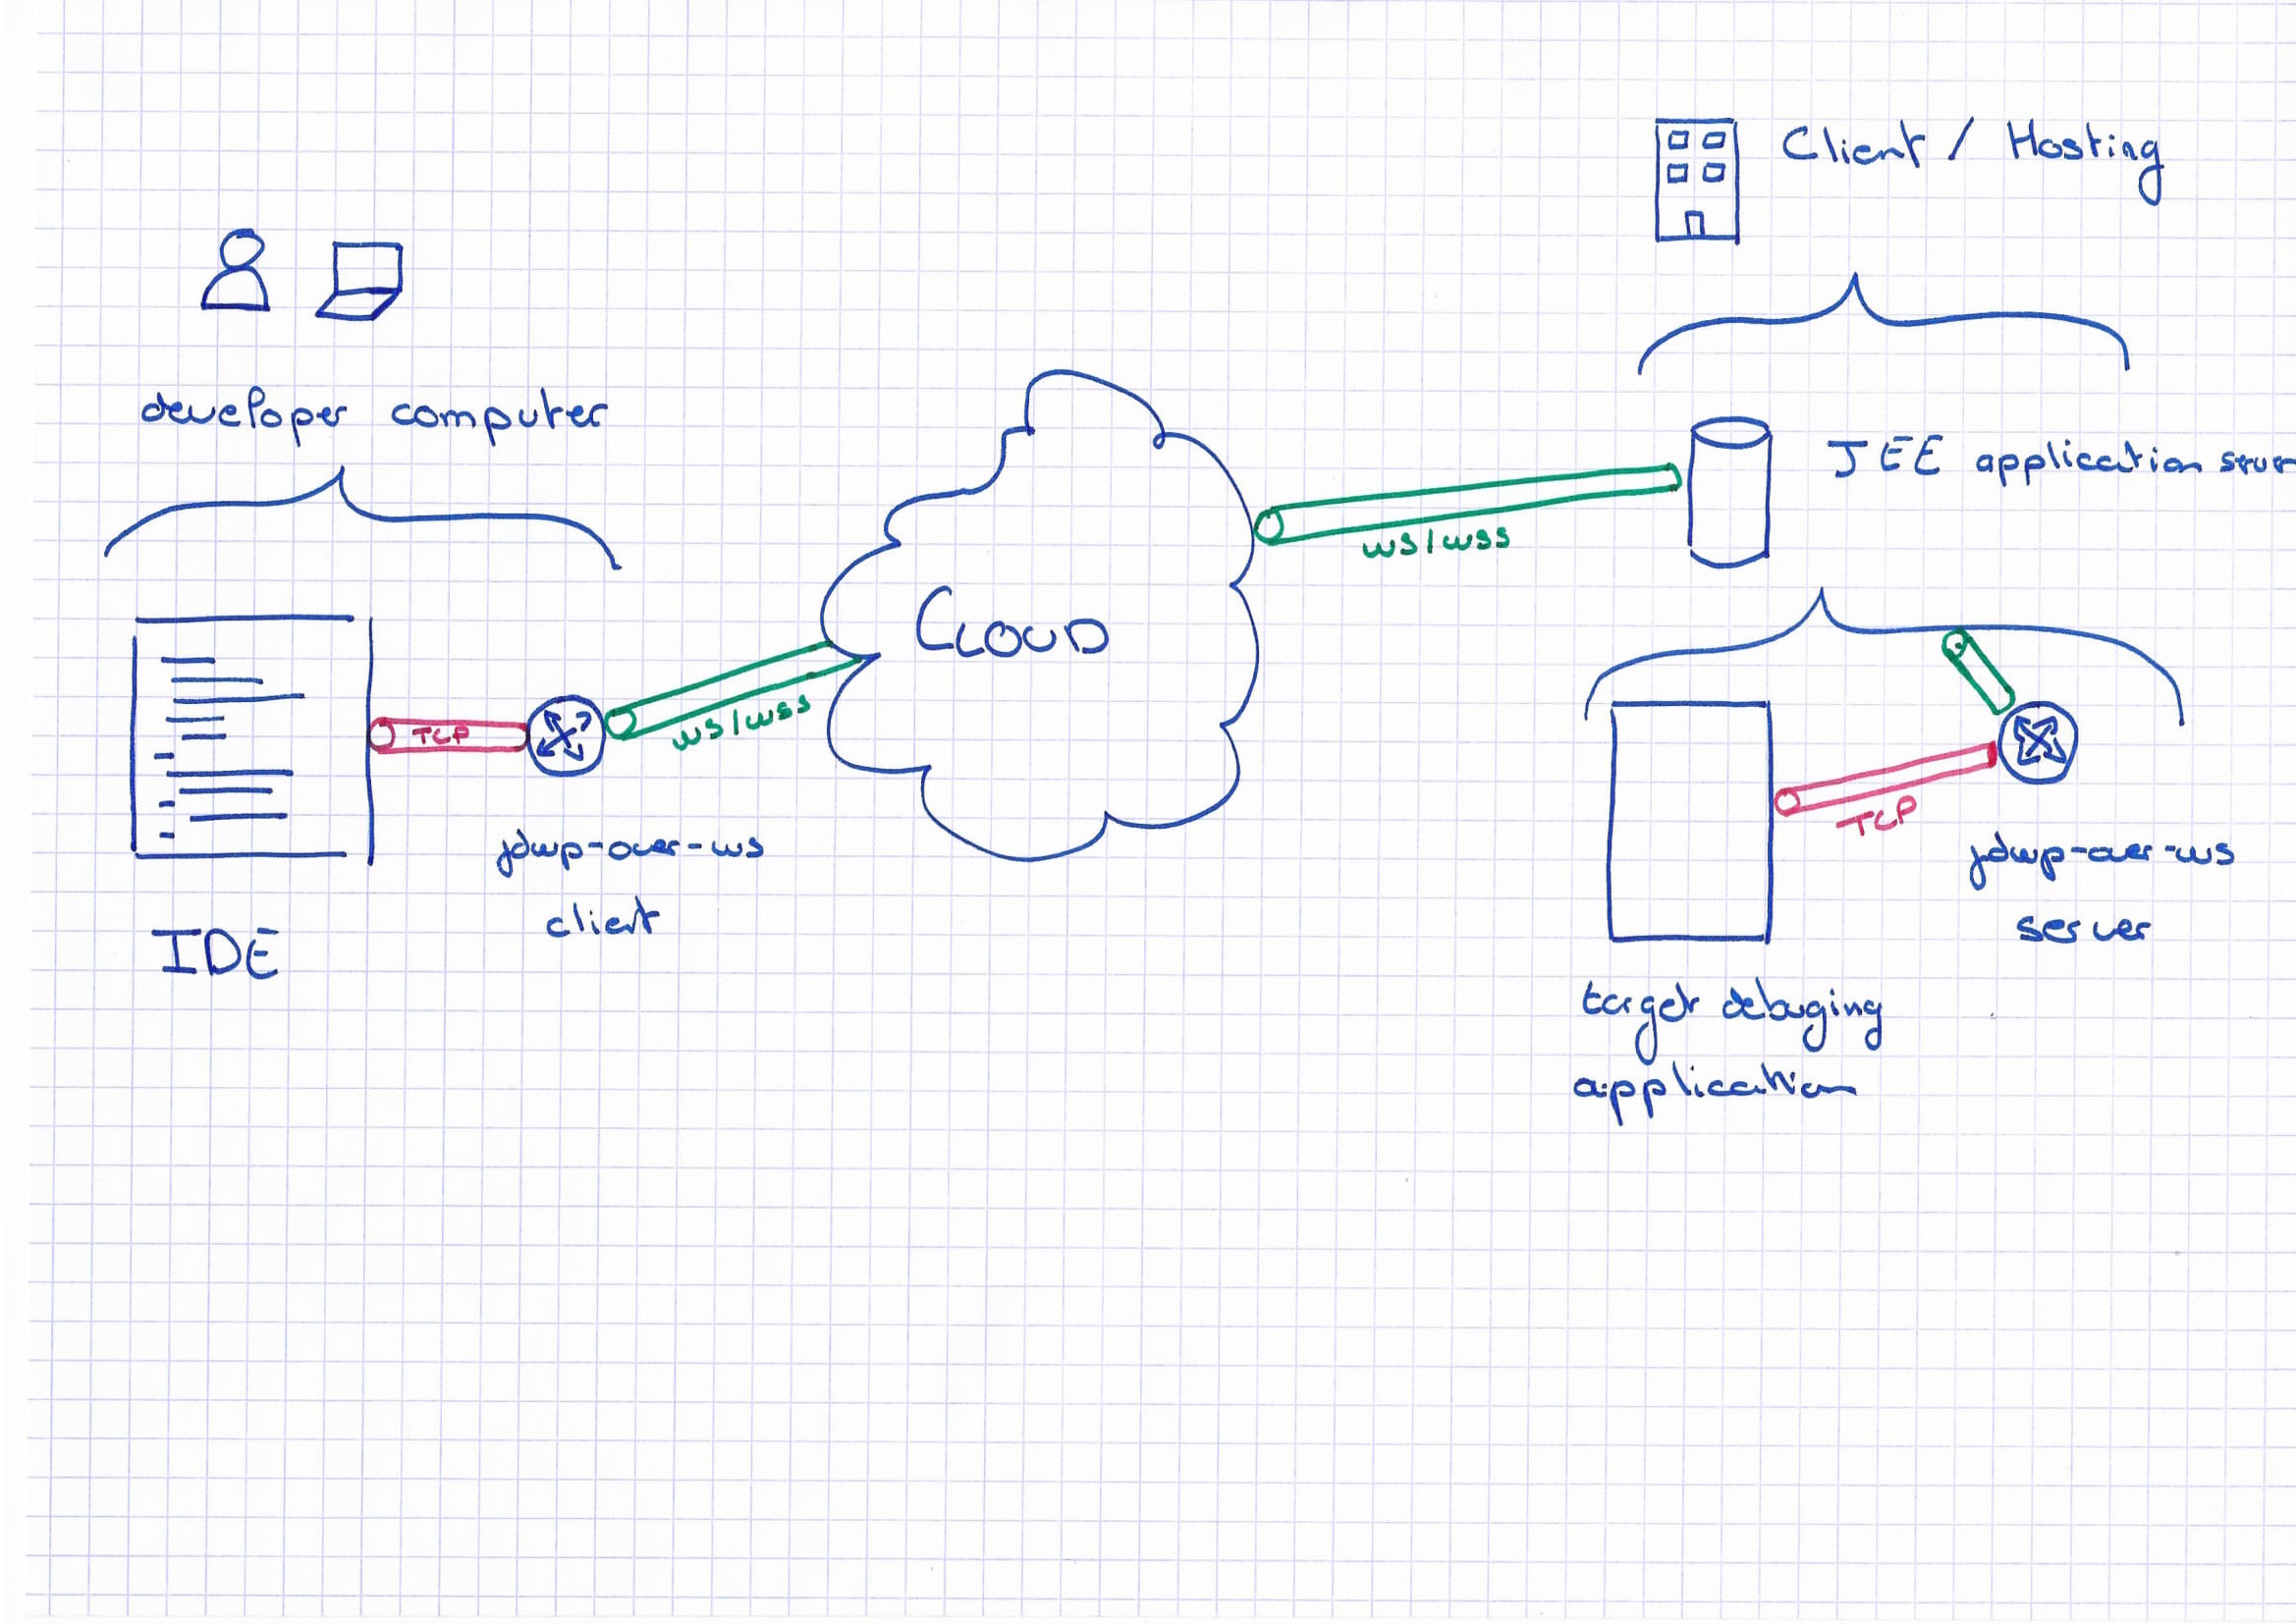 Client / Hosting
developer computer
JEE application server
ws/wss
CLOUD
TCP
ws/wss
TCP
jdwp-over-ws
client
jdwp-over-ws
server
IDE
target debuging
application